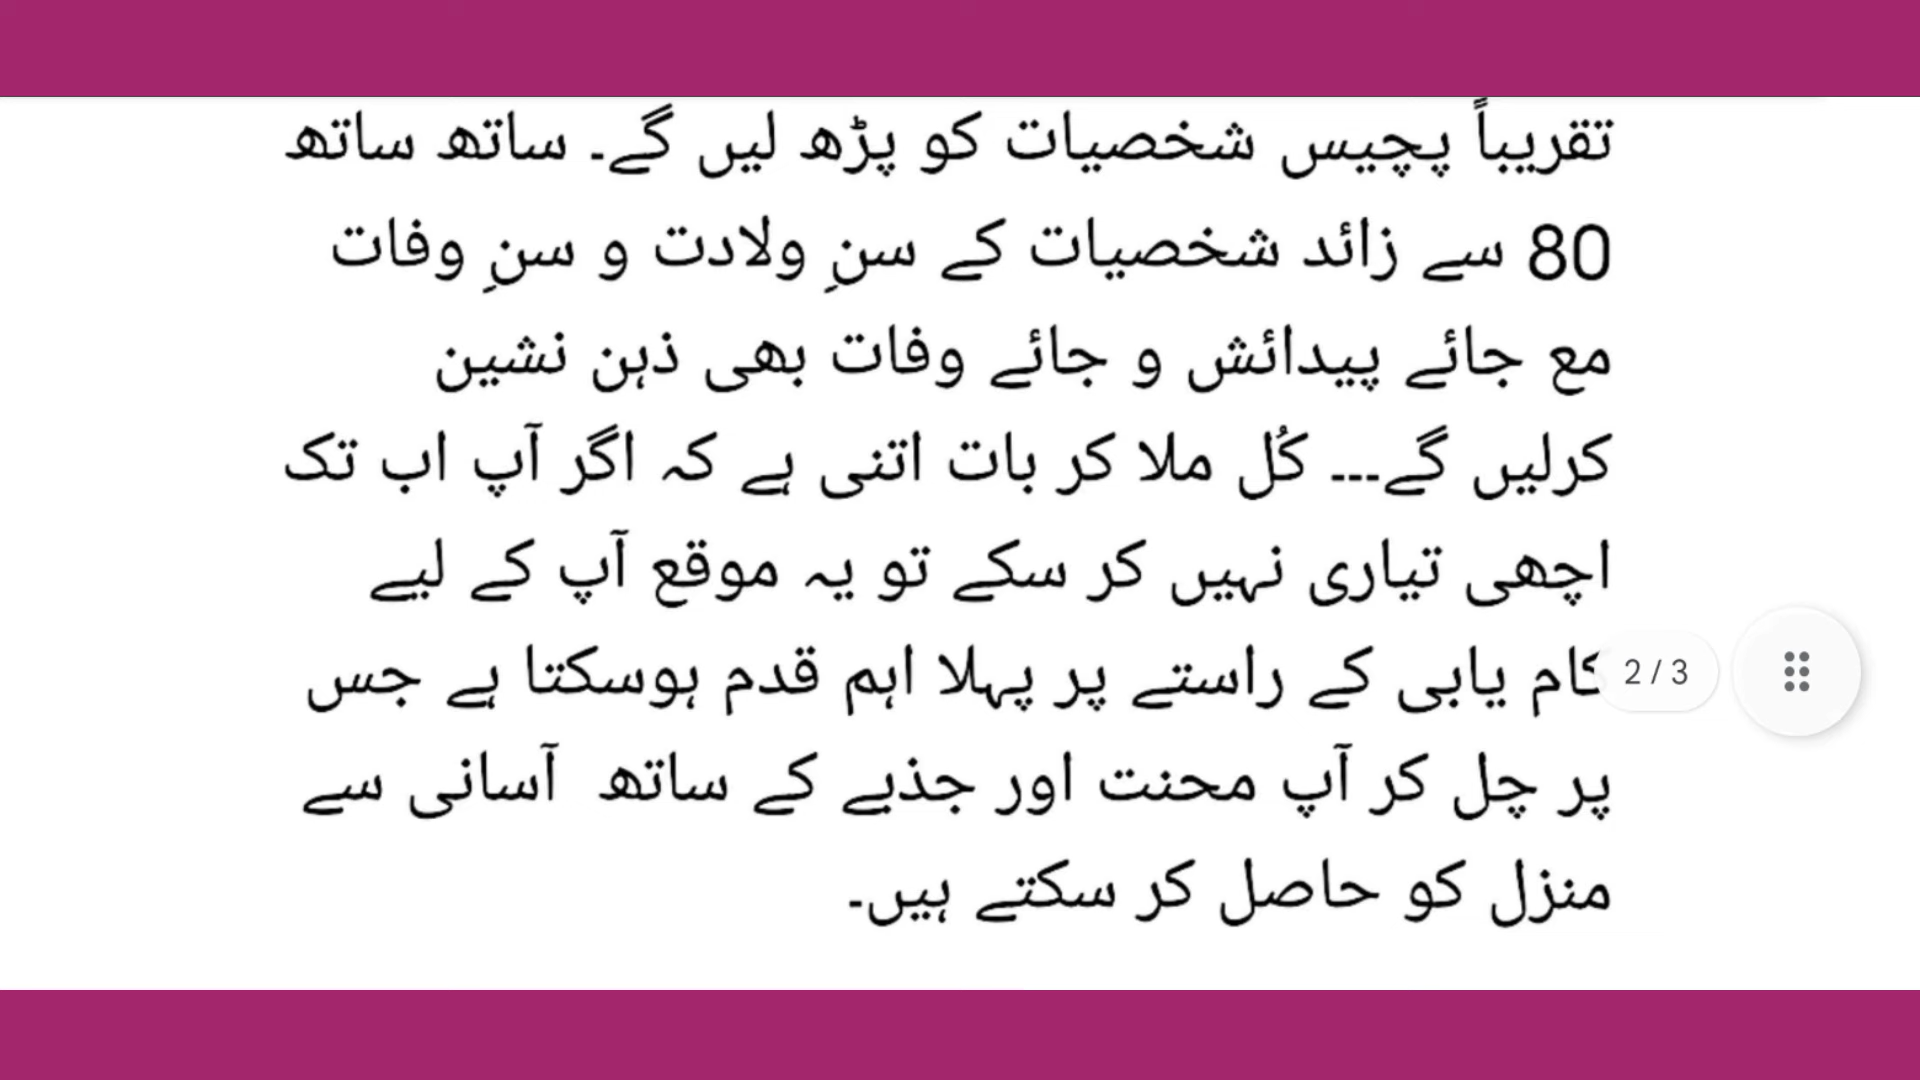 تقریباً پچیس شخصیات کو پڑھ لیں گے۔ ساتھ ساتھ
80 سے زائد شخصیات کے سنِ ولادت و سنِ وفات
مع جائے پیدائش و جائے وفات بھی ذہن نشین
کرلیں گے۔۔۔ کُل ملا کر بات اتنی ہے کہ اگر آپ اب تک
اچھی تیاری نہیں کر سکے تو یہ موقع آپ کے لیے
کام یابی کے راستے پر پہلا اہم قدم ہوسکتا ہے جس
2 / 3
پر چل کر آپ محنت اور جذبے کے ساتھ آسانی سے
منزل کو حاصل کر سکتے ہیں۔